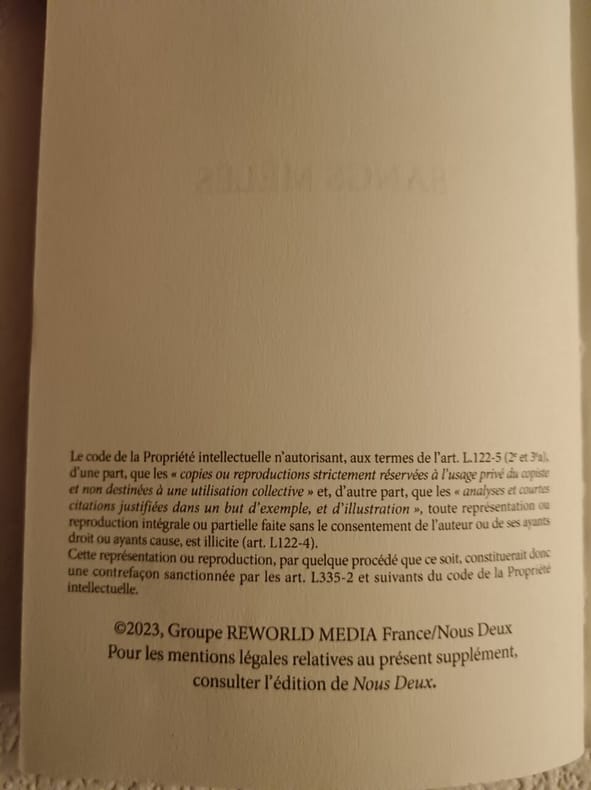 SANGS MÊLÉS
Le code de la Propriété intellectuelle n'autorisant, aux termes de l'art. L.122-5 (2e et 3e a),
d'une part, que les « copies ou reproductions strictement réservées à l'usage privé du copiste
et non destinées à une utilisation collective » et, d'autre part, que les « analyses et courtes
citations justifiées dans un but d'exemple, et d'illustration », toute représentation ou
reproduction intégrale ou partielle faite sans le consentement de l'auteur ou de ses ayants
droit ou ayants cause, est illicite (art. L122-4).
Cette représentation ou reproduction, par quelque procédé que ce soit, constituerait donc
une contrefaçon sanctionnée par les art. L335-2 et suivants du code de la Propriété
intellectuelle.
©2023, Groupe REWORLD MEDIA France/Nous Deux
Pour les mentions légales relatives au présent supplément,
consulter l'édition de Nous Deux.